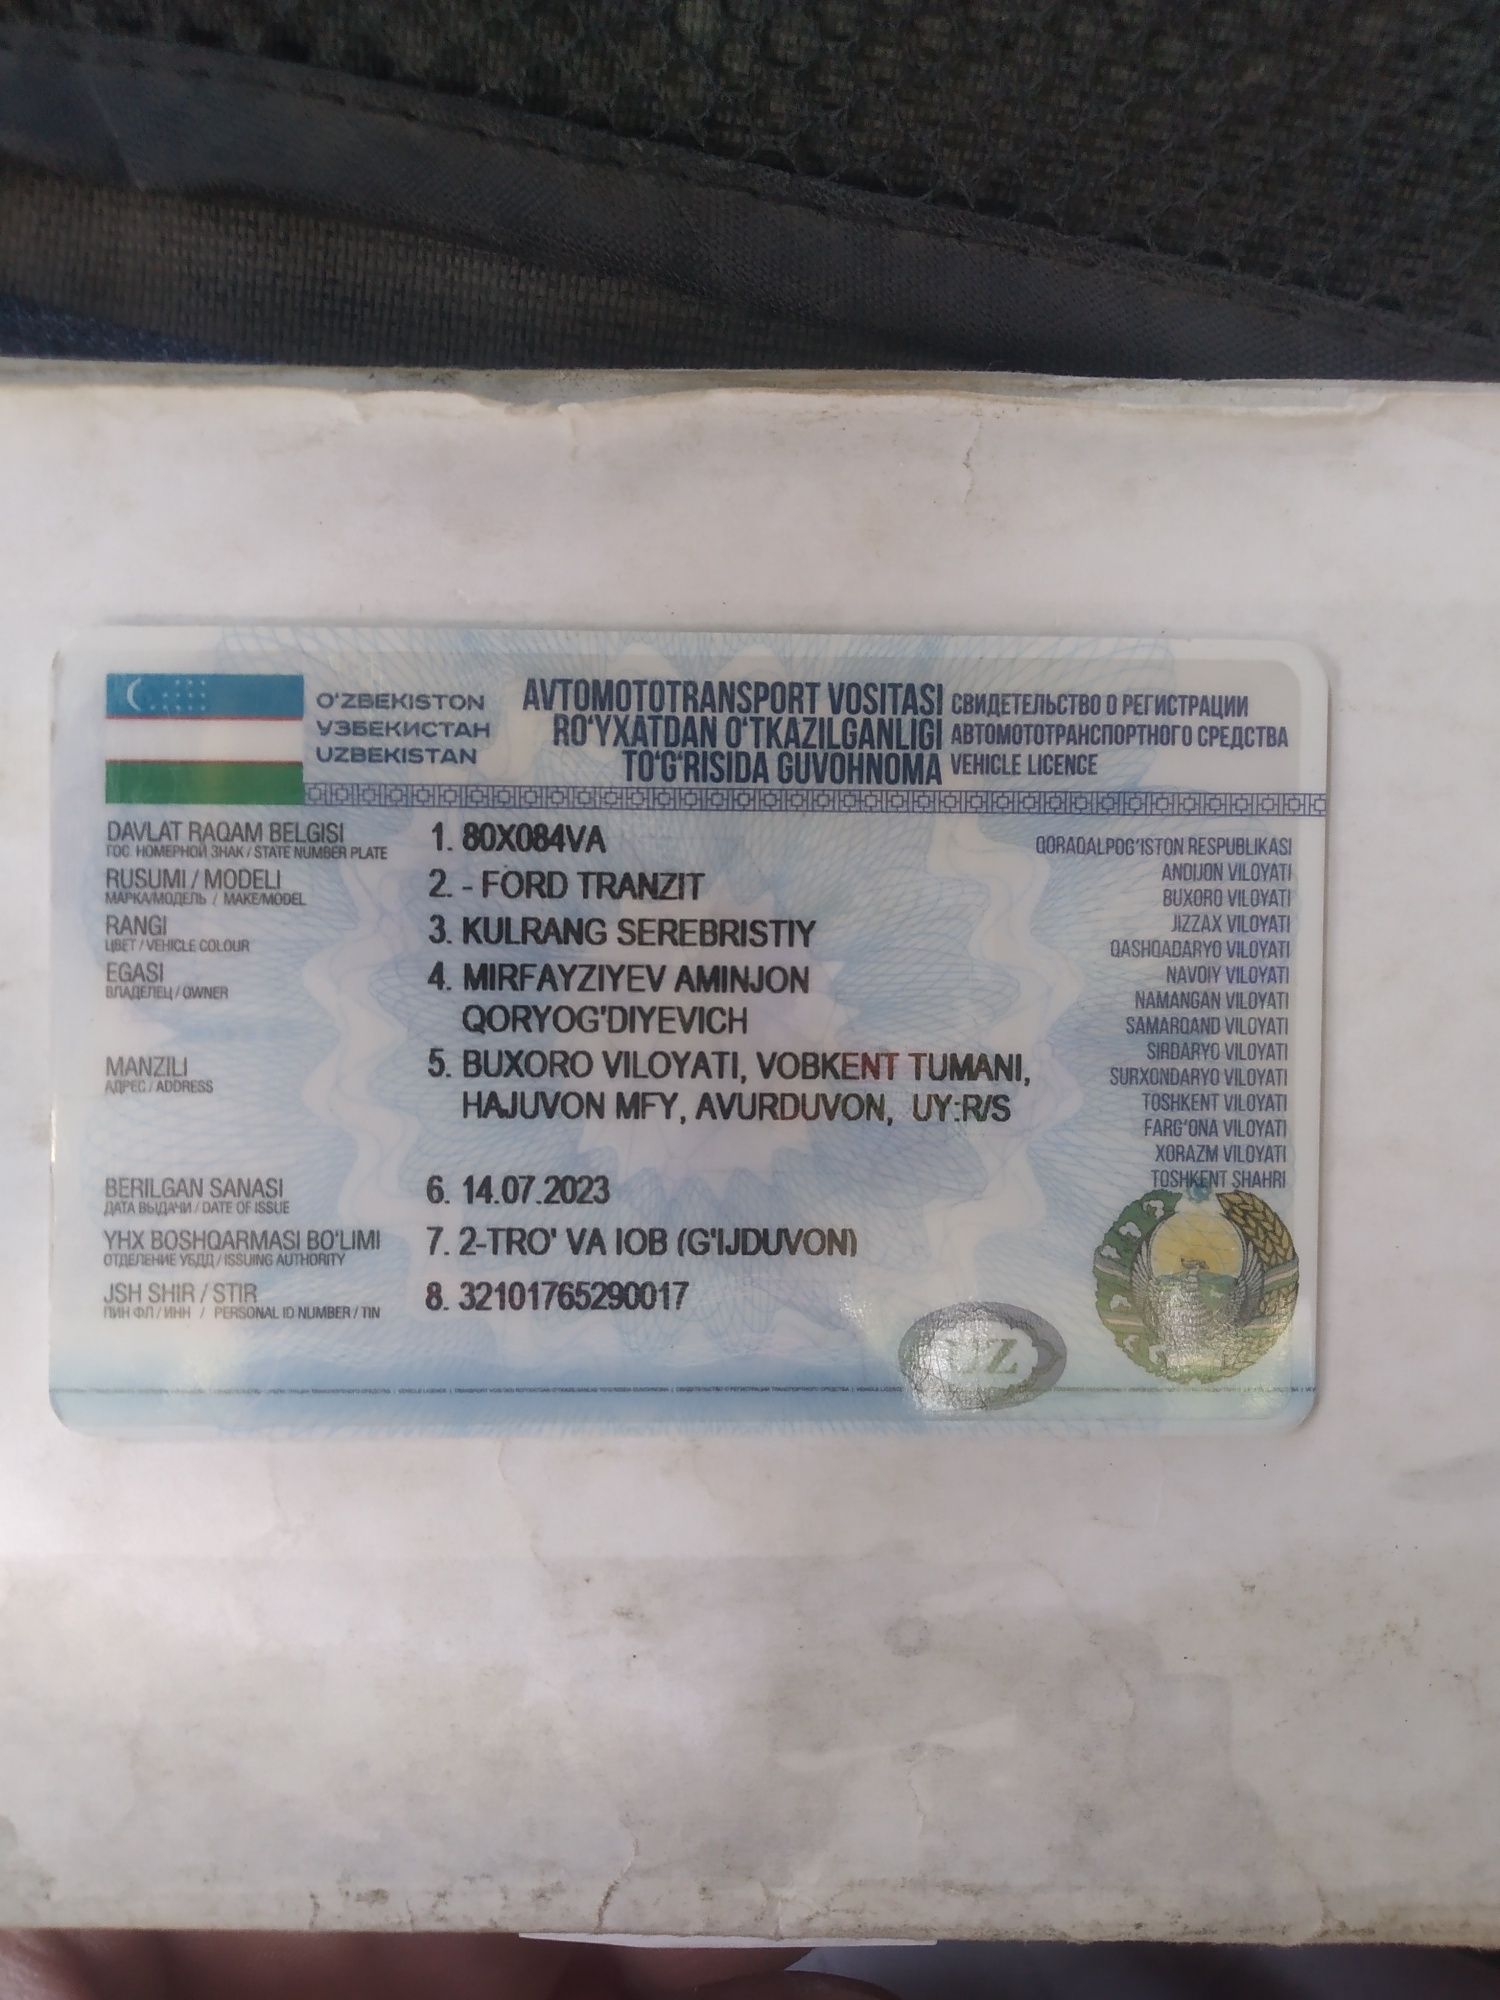 O‘ZBEKISTON
УЗБЕКИСТАН
UZBEKISTAN
AVTOMOTOTRANSPORT VOSITASI
RO‘YXATDAN O‘TKAZILGANLIGI
TO‘G‘RISIDA GUVOHNOMA
СВИДЕТЕЛЬСТВО О РЕГИСТРАЦИИ
АВТОМОТОТРАНСПОРТНОГО СРЕДСТВА
VEHICLE LICENCE
DAVLAT RAQAM BELGISI
ГОС. НОМЕРНОЙ ЗНАК / STATE NUMBER PLATE
1. 80X084VA
RUSUMI / MODELI
МАРКА/МОДЕЛЬ / MAKE/MODEL
2. - FORD TRANZIT
RANGI
ЦВЕТ / VEHICLE COLOUR
3. KULRANG SEREBRISTIY
EGASI
ВЛАДЕЛЕЦ / OWNER
4. MIRFAYZIYEV AMINJON
QORYOG'DIYEVICH
MANZILI
АДРЕС / ADDRESS
5. BUXORO VILOYATI, VOBKENT TUMANI,
HAJUVON MFY, AVURDUVON, UY:R/S
BERILGAN SANASI
ДАТА ВЫДАЧИ / DATE OF ISSUE
6. 14.07.2023
YHX BOSHQARMASI BO‘LIMI
ОТДЕЛЕНИЕ УБДД / ISSUING AUTHORITY
7. 2-TRO' VA IOB (G'IJDUVON)
JSH SHIR / STIR
ПИН ФЛ / ИНН / PERSONAL ID NUMBER / TIN
8. 32101765290017
QORAQALPOG‘ISTON RESPUBLIKASI
ANDIJON VILOYATI
BUXORO VILOYATI
JIZZAX VILOYATI
QASHQADARYO VILOYATI
NAVOIY VILOYATI
NAMANGAN VILOYATI
SAMARQAND VILOYATI
SIRDARYO VILOYATI
SURXONDARYO VILOYATI
TOSHKENT VILOYATI
FARG‘ONA VILOYATI
XORAZM VILOYATI
TOSHKENT SHAHRI
UZ